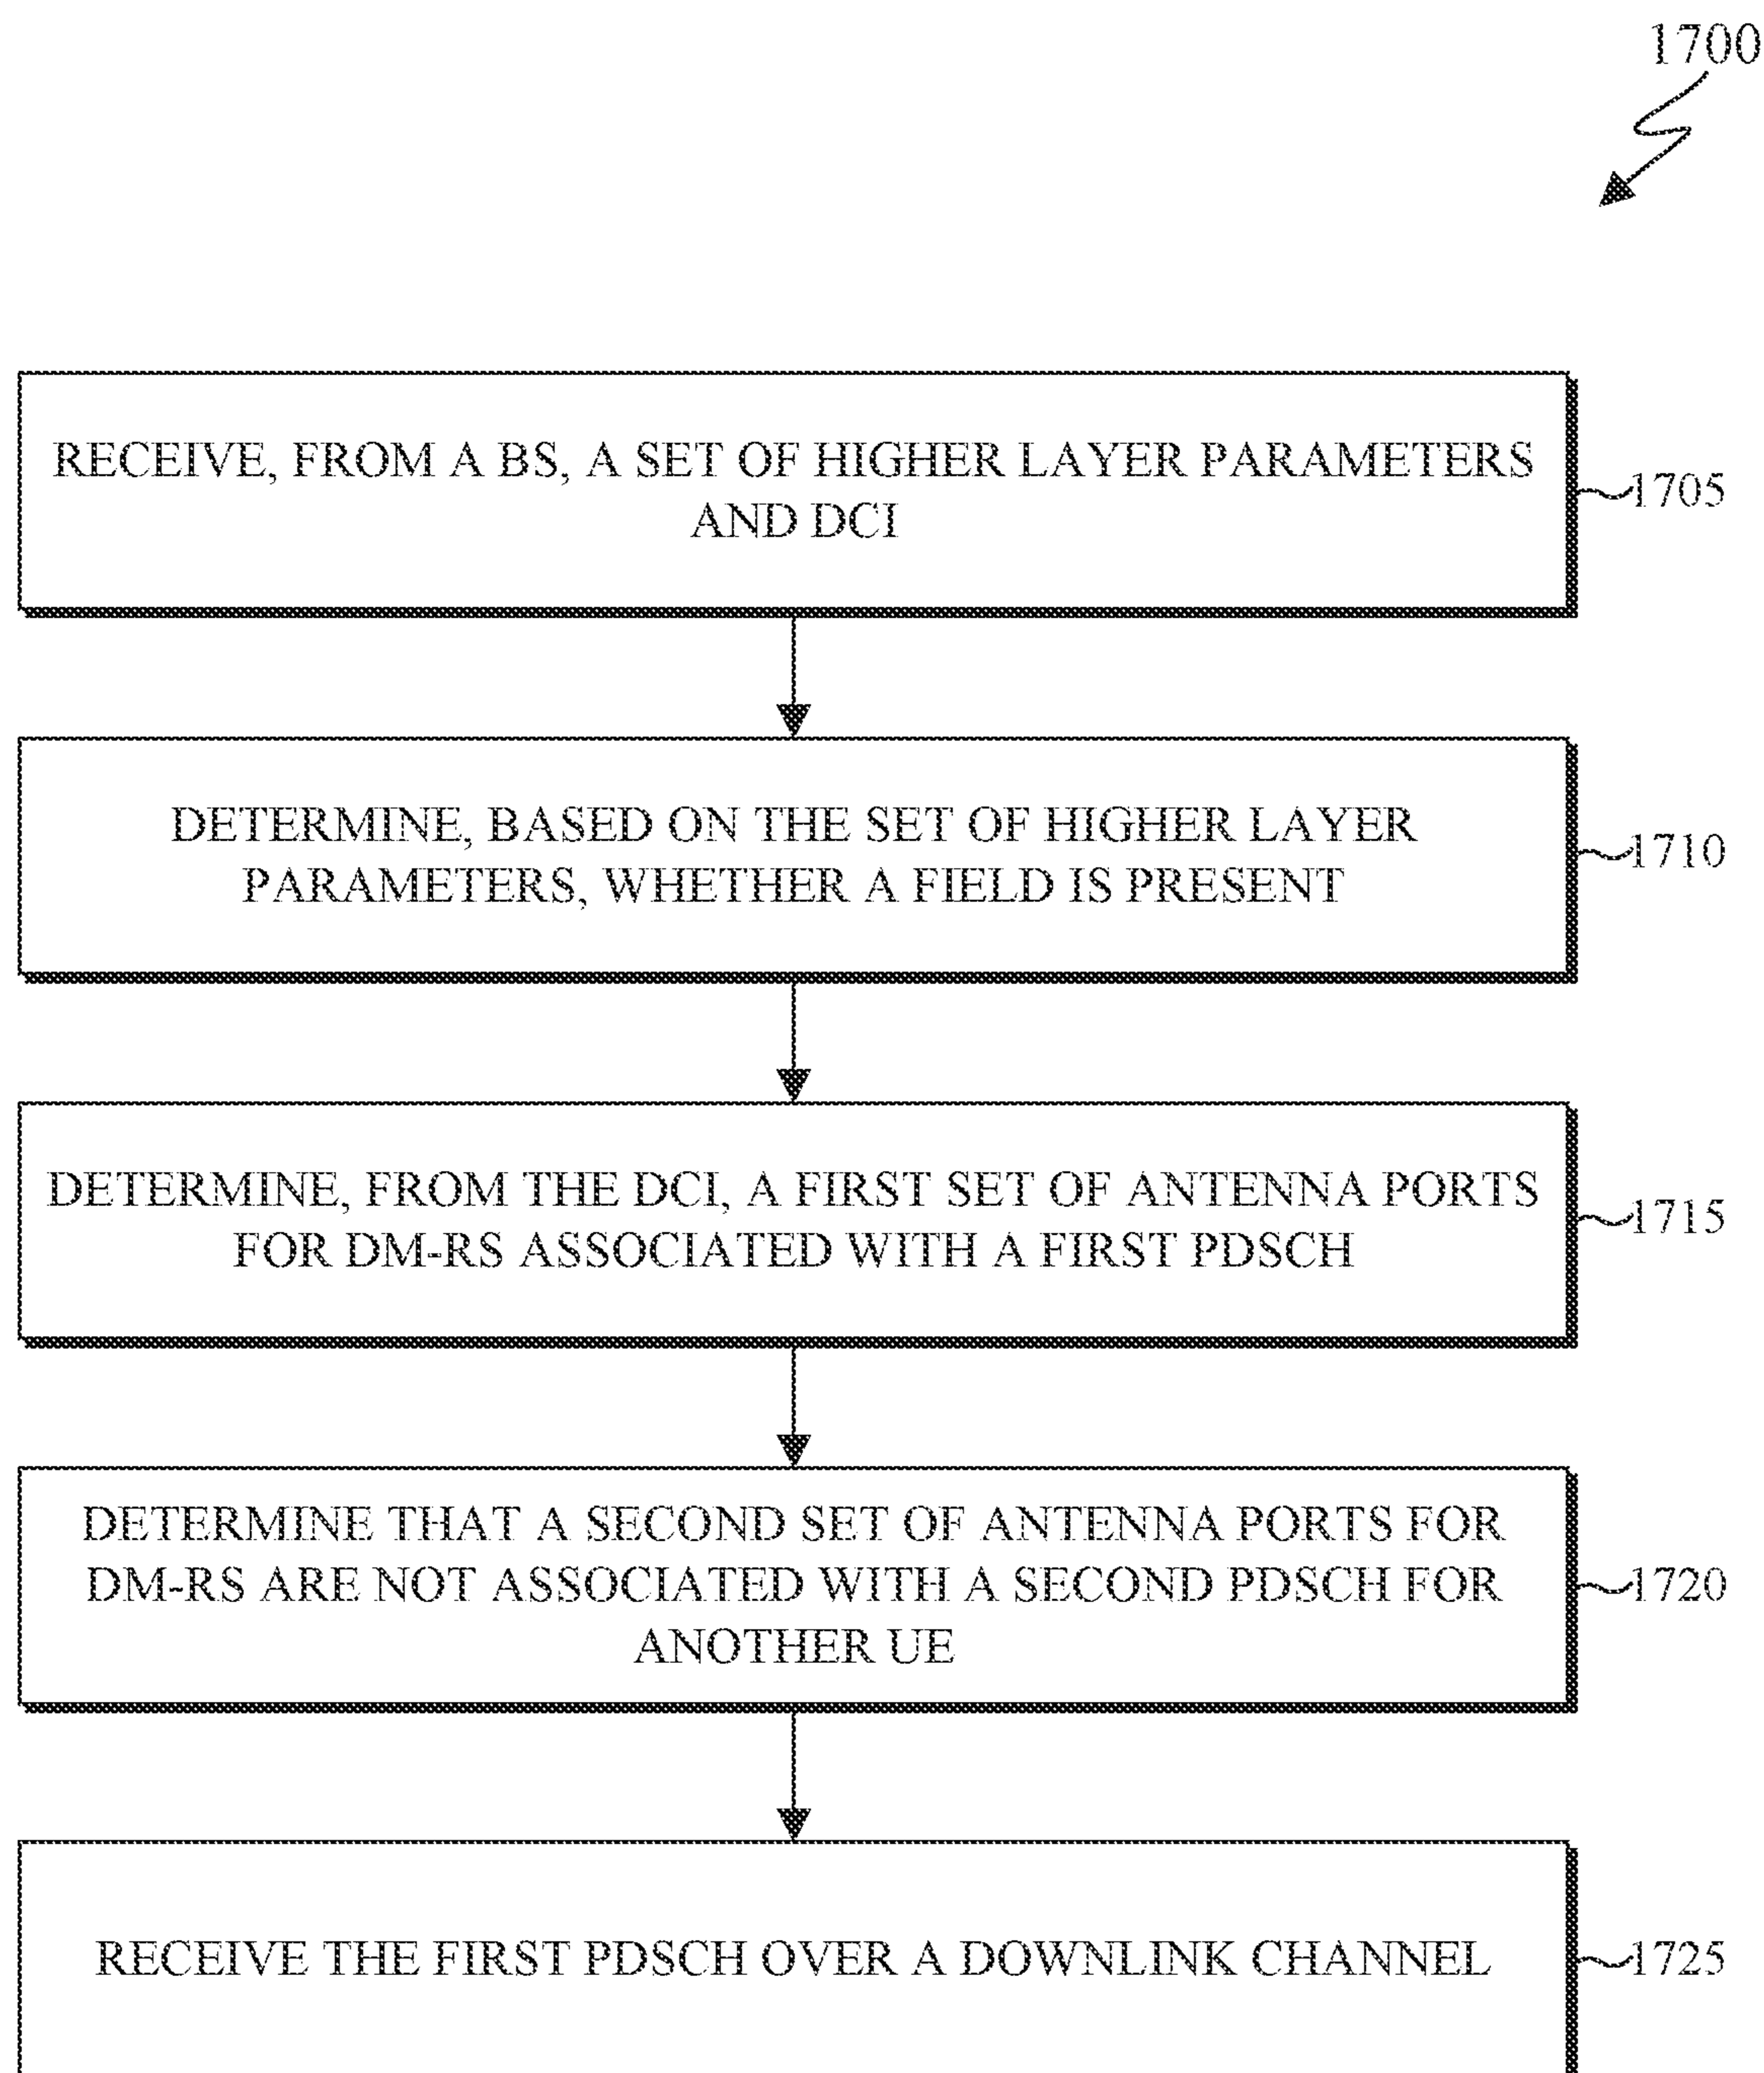 1700
RECEIVE, FROM A BS, A SET OF HIGHER LAYER PARAMETERS
AND DCI
1705
DETERMINE, BASED ON THE SET OF HIGHER LAYER
PARAMETERS, WHETHER A FIELD IS PRESENT
1710
DETERMINE, FROM THE DCI, A FIRST SET OF ANTENNA PORTS
FOR DM-RS ASSOCIATED WITH A FIRST PDSCH
1715
DETERMINE THAT A SECOND SET OF ANTENNA PORTS FOR
DM-RS ARE NOT ASSOCIATED WITH A SECOND PDSCH FOR
ANOTHER UE
1720
RECEIVE THE FIRST PDSCH OVER A DOWNLINK CHANNEL
1725